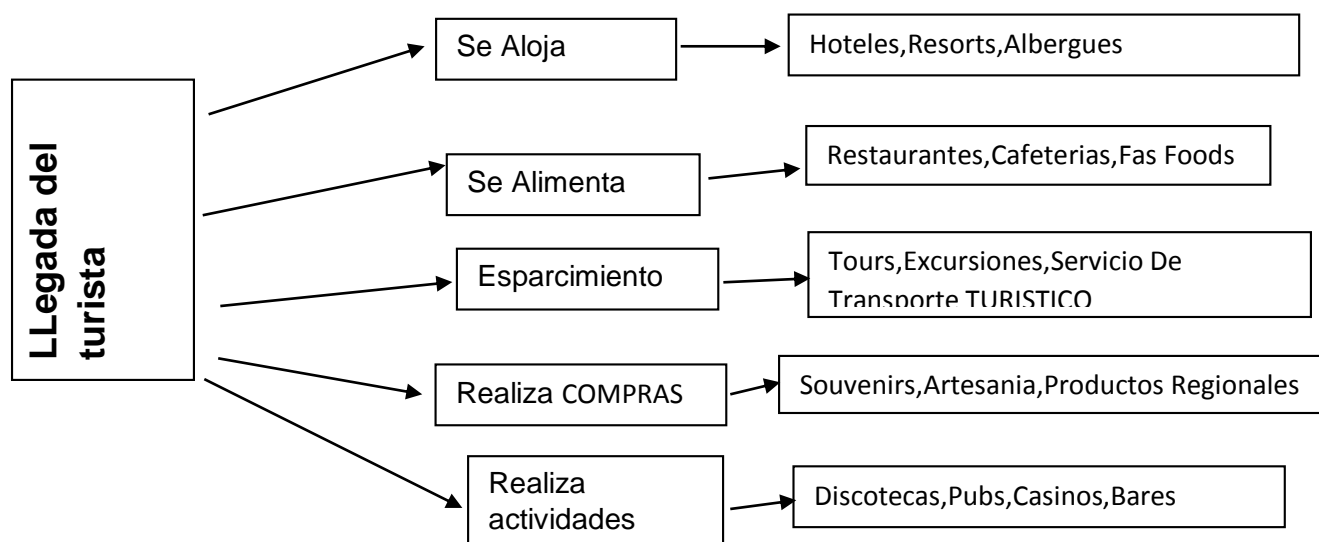 LLegada del
turista
Se Aloja
Hoteles,Resorts,Albergues
Se Alimenta
Restaurantes,Cafeterias,Fas Foods
Esparcimiento
Tours,Excursiones,Servicio De
Transporte TURISTICO
Realiza COMPRAS
Souvenirs,Artesania,Productos Regionales
Realiza
actividades
Discotecas,Pubs,Casinos,Bares